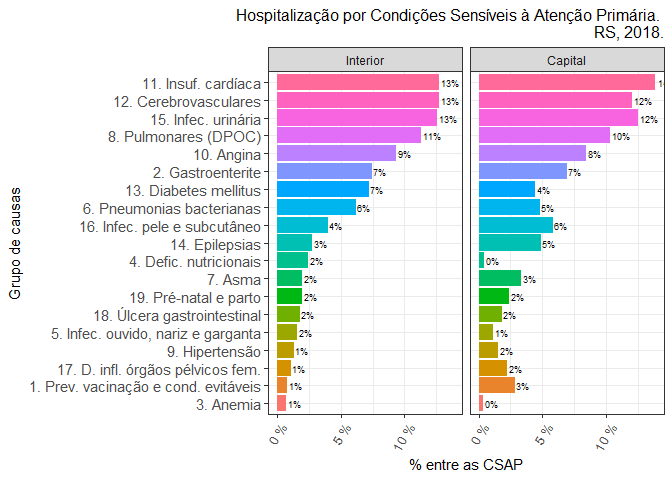 Hospitalização por Condições Sensíveis à Atenção Primária.
RS, 2018.
Interior
Capital
Grupo de causas
11. Insuf. cardíaca 13%
12. Cerebrovasculares 13% 12%
15. Infec. urinária 13% 12%
8. Pulmonares (DPOC) 11% 10%
10. Angina 9% 8%
2. Gastroenterite 7% 7%
13. Diabetes mellitus 7% 4%
6. Pneumonias bacterianas 6% 5%
16. Infec. pele e subcutâneo 4% 6%
14. Epilepsias 3% 5%
4. Defic. nutricionais 2% 0%
7. Asma 2% 3%
19. Pré-natal e parto 2% 2%
18. Úlcera gastrointestinal 2% 2%
5. Infec. ouvido, nariz e garganta 2% 1%
9. Hipertensão 1% 2%
17. D. infl. órgãos pélvicos fem. 1% 2%
1. Prev. vacinação e cond. evitáveis 1% 3%
3. Anemia 1% 0%
0 % 5 % 10 % 0 % 5 % 10 %
% entre as CSAP